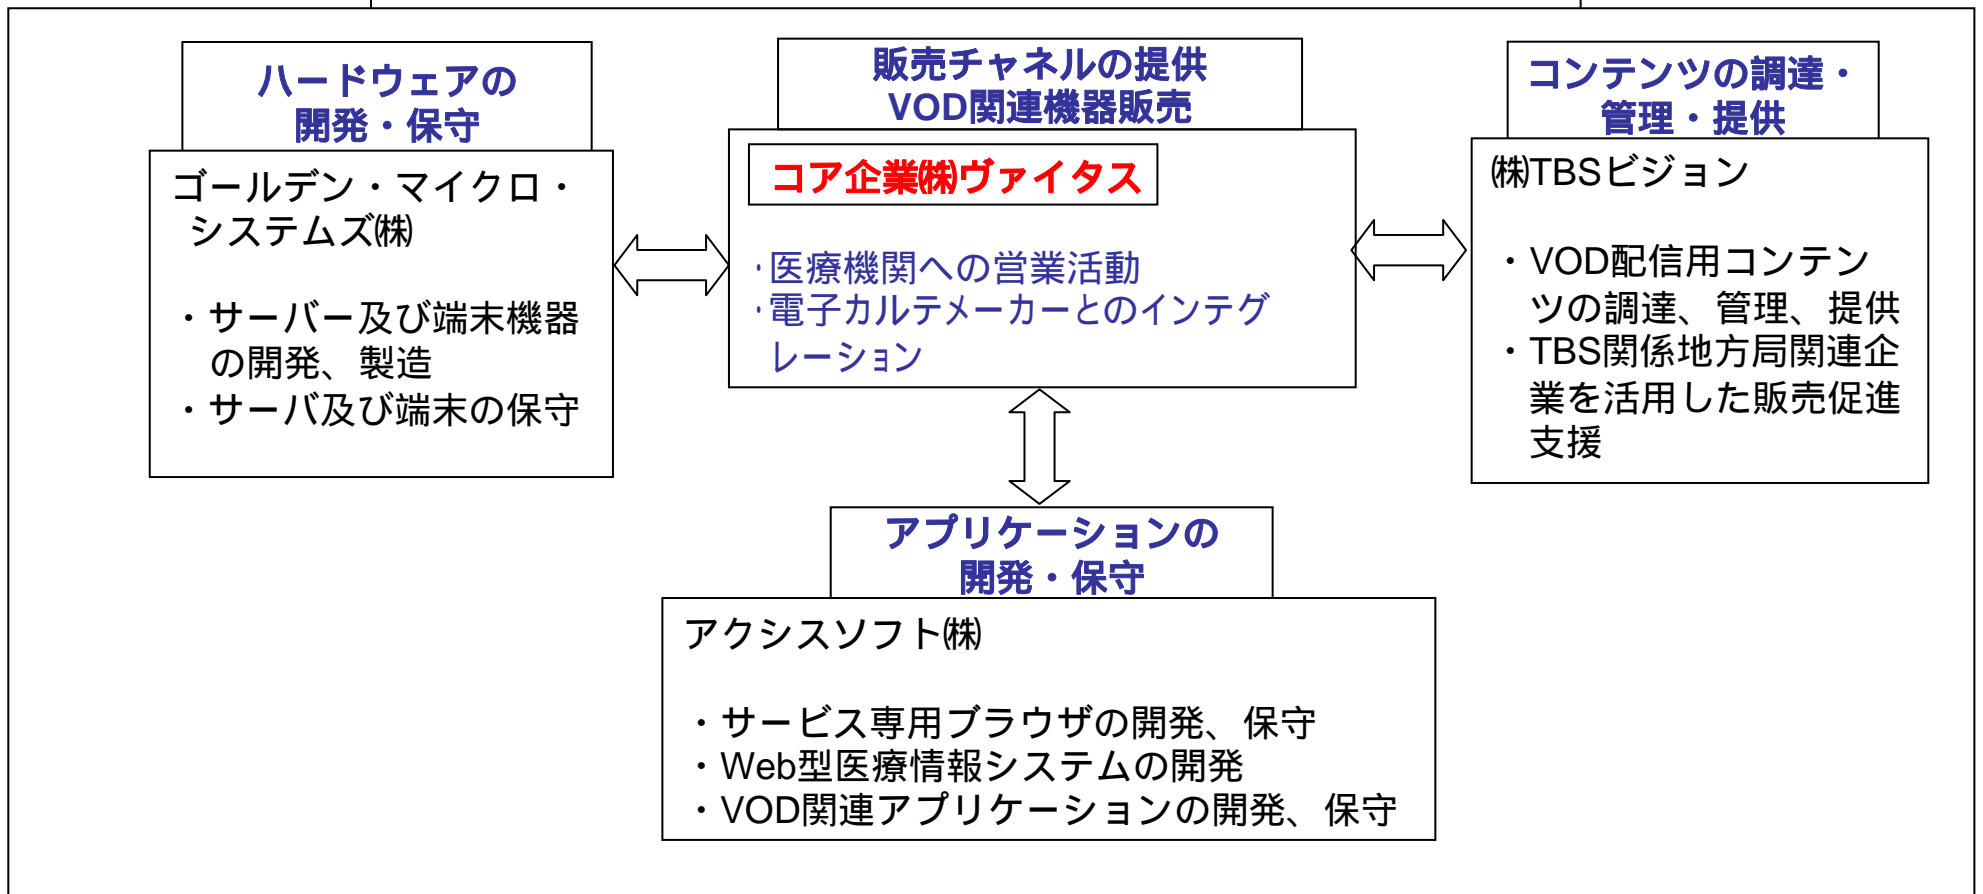 ハードウェアの
開発・保守
ゴールデン・マイクロ・
システムズ㈱
・サーバー及び端末機器
の開発、製造
・サーバ及び端末の保守
販売チャネルの提供
VOD関連機器販売
コア企業㈱ヴァイタス
・医療機関への営業活動
・電子カルテメーカーとのインテグ
レーション
コンテンツの調達・
管理・提供
㈱TBSビジョン
・VOD配信用コンテン
ツの調達、管理、提供
・TBS関係地方局関連企
業を活用した販売促進
支援
アプリケーションの
開発・保守
アクシスソフト㈱
・サービス専用ブラウザの開発、保守
・Web型医療情報システムの開発
・VOD関連アプリケーションの開発、保守